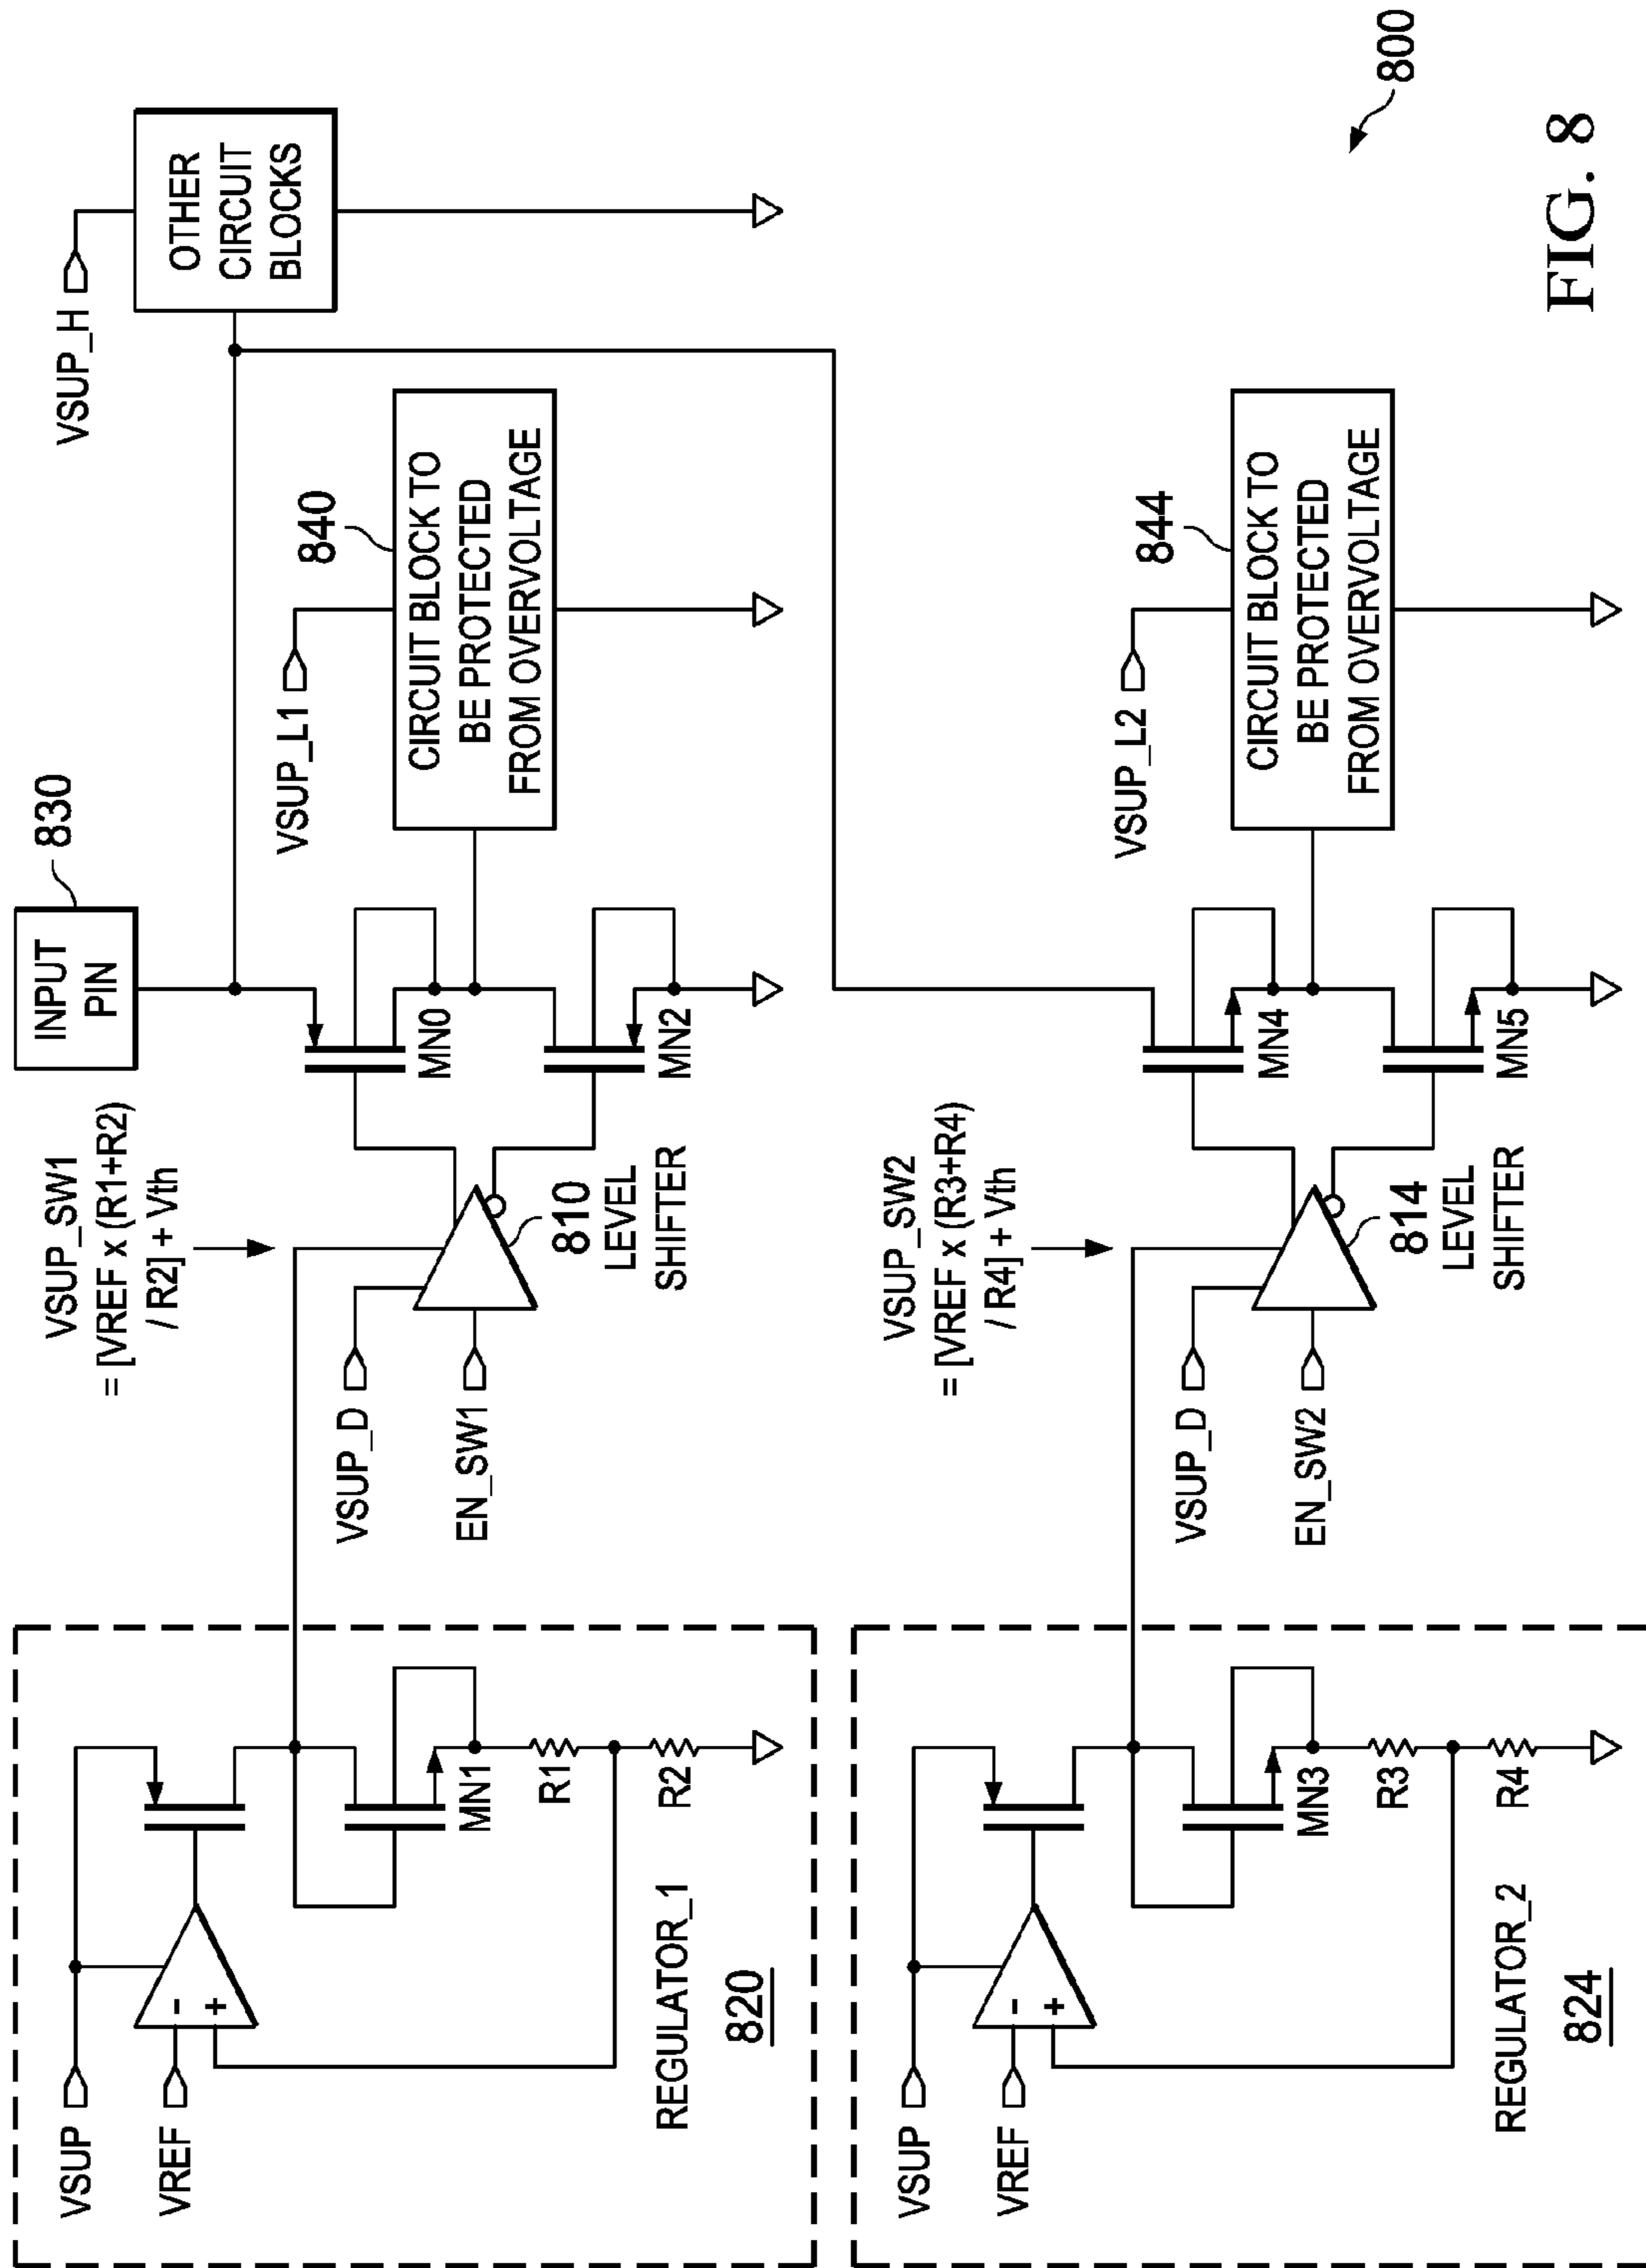 VSUP
VREF
-
+
MN1
R1
R2
REGULATOR_1
820
VSUP_SW1
= [VREF x (R1+R2)
/ R2] + Vth
VSUP_D
EN_SW1
810
LEVEL
SHIFTER
INPUT
PIN
830
MN0
MN2
VSUP_L1
840
CIRCUIT BLOCK TO
BE PROTECTED
FROM OVERVOLTAGE
VSUP_H
OTHER
CIRCUIT
BLOCKS
VSUP
VREF
-
+
MN3
R3
R4
REGULATOR_2
824
VSUP_SW2
= [VREF x (R3+R4)
/ R4] + Vth
VSUP_D
EN_SW2
814
LEVEL
SHIFTER
MN4
MN5
VSUP_L2
844
CIRCUIT BLOCK TO
BE PROTECTED
FROM OVERVOLTAGE
800
FIG. 8